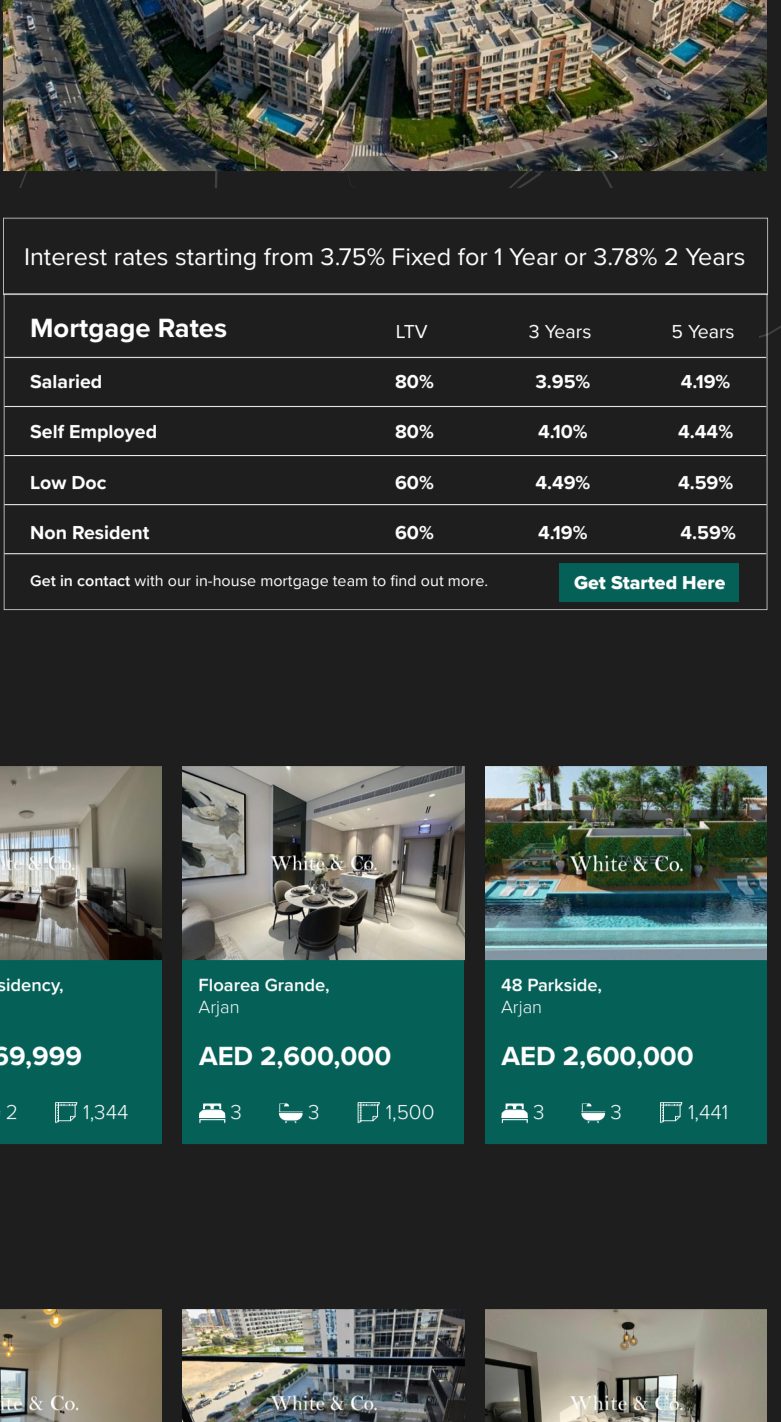 Interest rates starting from 3.75% Fixed for 1 Year or 3.78% 2 Years
Mortgage Rates LTV 3 Years 5 Years
Salaried 80% 3.95% 4.19%
Self Employed 80% 4.10% 4.44%
Low Doc 60% 4.49% 4.59%
Non Resident 60% 4.19% 4.59%
Get in contact with our in-house mortgage team to find out more.
Get Started Here
& Co.
White & Co.
White & Co.
sidency,
69,999
2 1,344
Floarea Grande,
Arjan
AED 2,600,000
3 3 1,500
48 Parkside,
Arjan
AED 2,600,000
3 3 1,441
& Co.
White & Co.
White & Co.